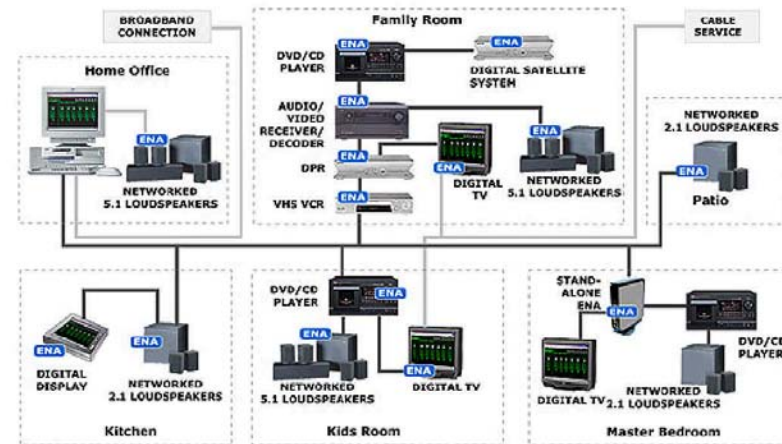 BROADBAND
CONNECTION
Family Room
CABLE
SERVICE
Home Office
ENA
NETWORKED
5.1 LOUDSPEAKERS
DVD/CD
PLAYER
ENA
ENA
DIGITAL SATELLITE
SYSTEM
AUDIO/
VIDEO
RECEIVER/
DECODER
ENA
DPR
ENA
VHS VCR
ENA
ENA
DIGITAL
TV
ENA
NETWORKED
5.1 LOUDSPEAKERS
NETWORKED
2.1 LOUDSPEAKERS
ENA
Patio
ENA
DIGITAL
DISPLAY
ENA
NETWORKED
2.1 LOUDSPEAKERS
Kitchen
DVD/CD
PLAYER
ENA
ENA
NETWORKED
5.1 LOUDSPEAKERS
ENA
DIGITAL TV
Kids Room
STAND-
ALONE
ENA
ENA
DVD/CD
PLAYER
DIGITAL TV
NETWORKED
2.1 LOUDSPEAKERS
Master Bedroom